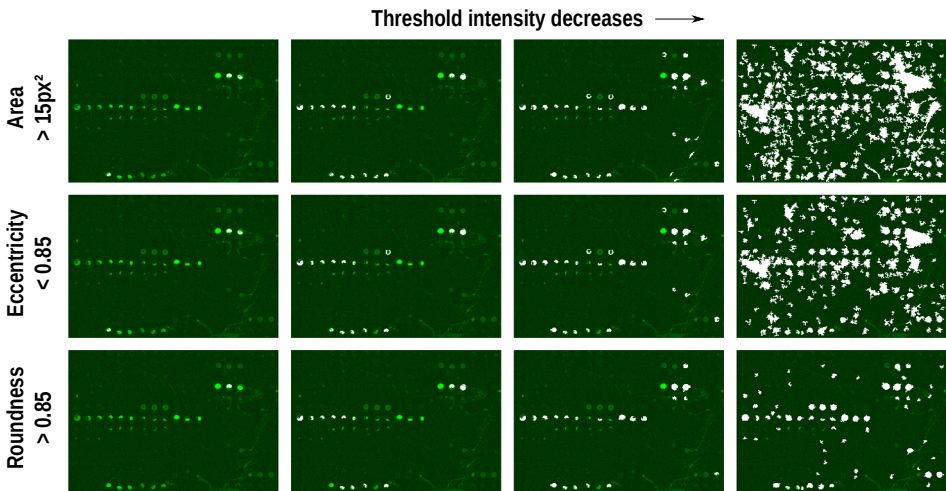 Threshold intensity decreases
Area
> 15px²
Eccentricity
< 0.85
Roundness
> 0.85